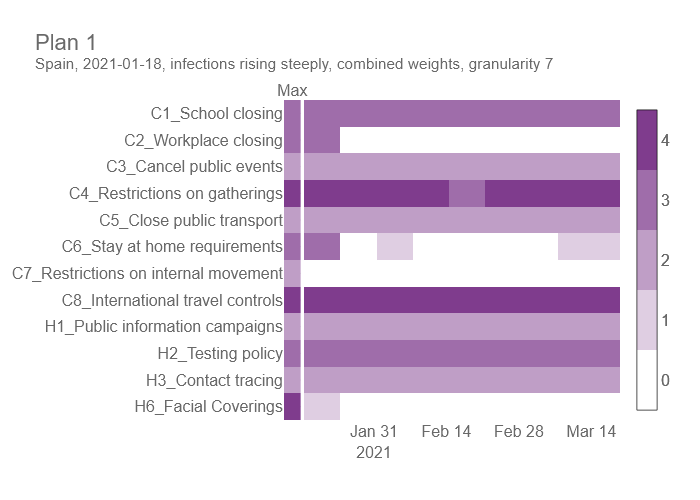 Plan 1
Spain, 2021-01-18, infections rising steeply, combined weights, granularity 7
Max
C1_School closing
C2_Workplace closing
C3_Cancel public events
C4_Restrictions on gatherings
C5_Close public transport
C6_Stay at home requirements
C7_Restrictions on internal movement
C8_International travel controls
H1_Public information campaigns
H2_Testing policy
H3_Contact tracing
H6_Facial Coverings
Jan 31 Feb 14 Feb 28 Mar 14
2021
4
3
2
1
0